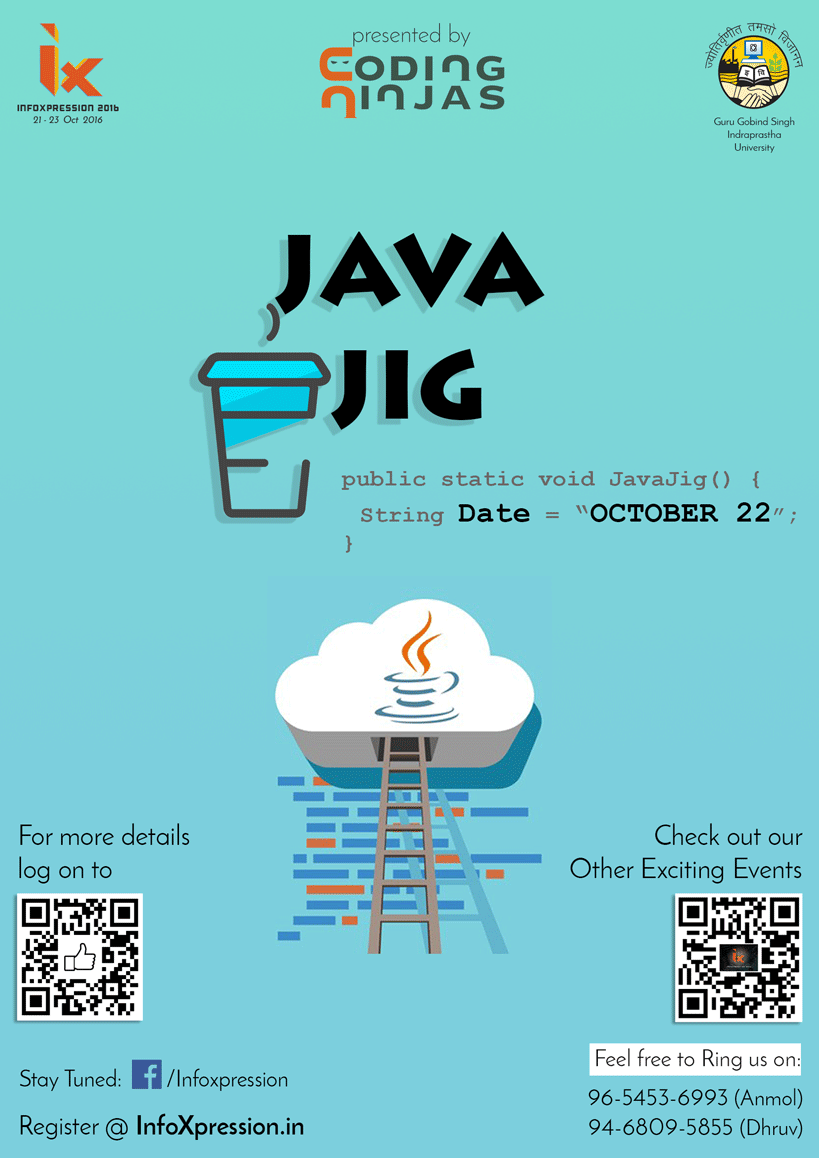 presented by
CODING
NINJAS
INFOXPRESSION 2016
21 - 23 Oct 2016
ज्योतिर्वृणीत तमसो विजानन
Guru Gobind Singh
Indraprastha
University
JAVA
JIG
public static void JavaJig() {
String Date = “OCTOBER 22”;
}
For more details
log on to
Check out our
Other Exciting Events
Feel free to Ring us on:
Stay Tuned: f /Infoxpression
96-5453-6993 (Anmol)
Register @ InfoXpression.in
94-6809-5855 (Dhruv)